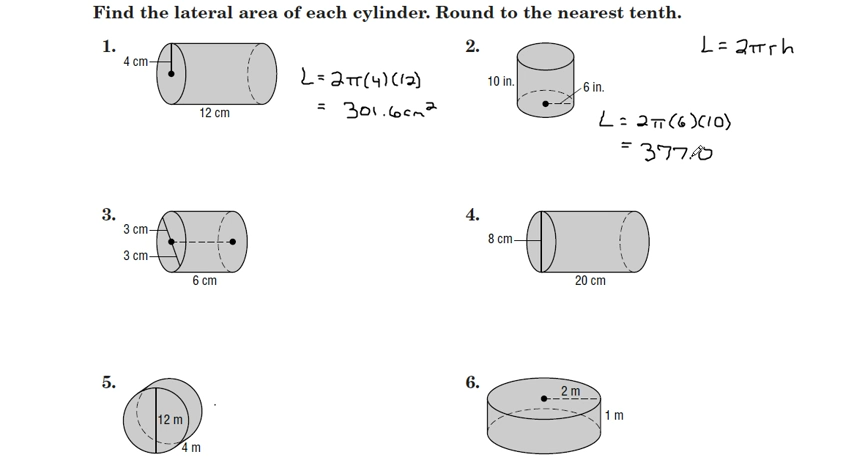 Find the lateral area of each cylinder. Round to the nearest tenth.
L = 2πrh
1.
4 cm
12 cm
L = 2π(4)(12)
= 301.6cm²
2.
10 in.
6 in.
L = 2π(6)(10)
= 377.0
3.
3 cm
3 cm
6 cm
4.
8 cm
20 cm
5.
12 m
4 m
6.
2 m
1 m